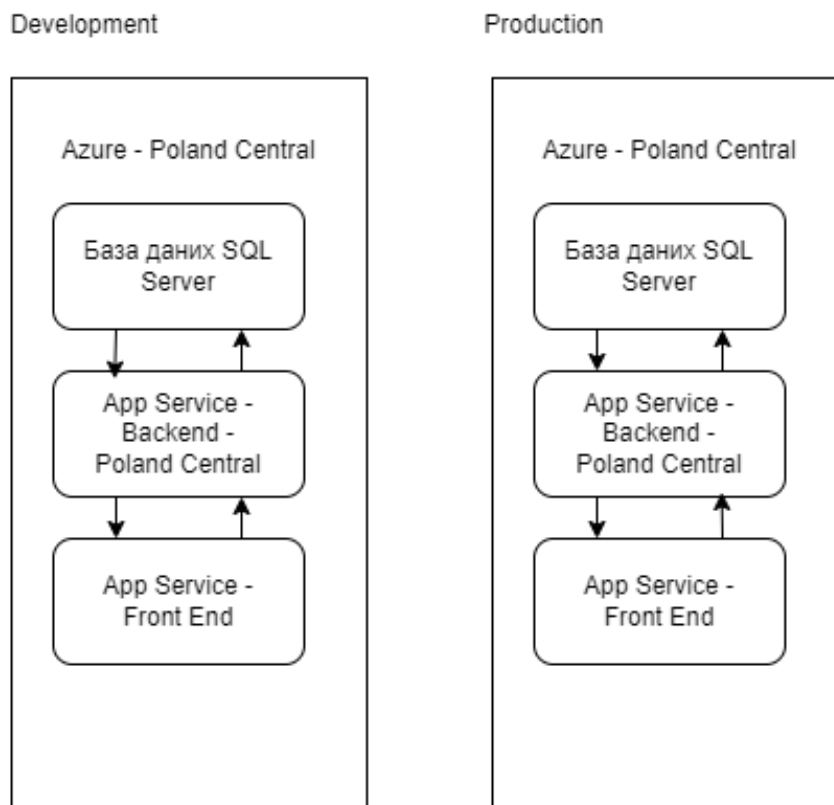 Development
Production
Azure - Poland Central
База даних SQL
Server
App Service -
Backend -
Poland Central
App Service -
Front End
Azure - Poland Central
База даних SQL
Server
App Service -
Backend -
Poland Central
App Service -
Front End